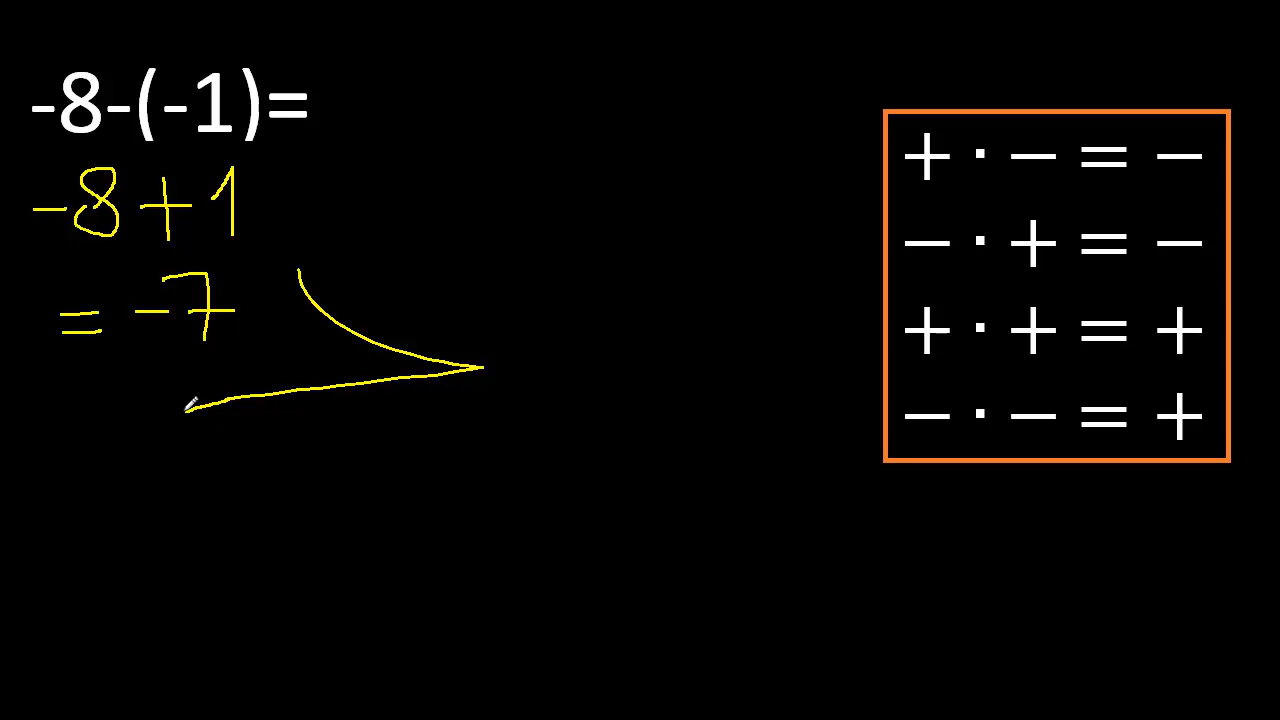 -8-(-1)=
-8+1
= -7
+ · − = −
− · + = −
+ · + = +
− · − = +